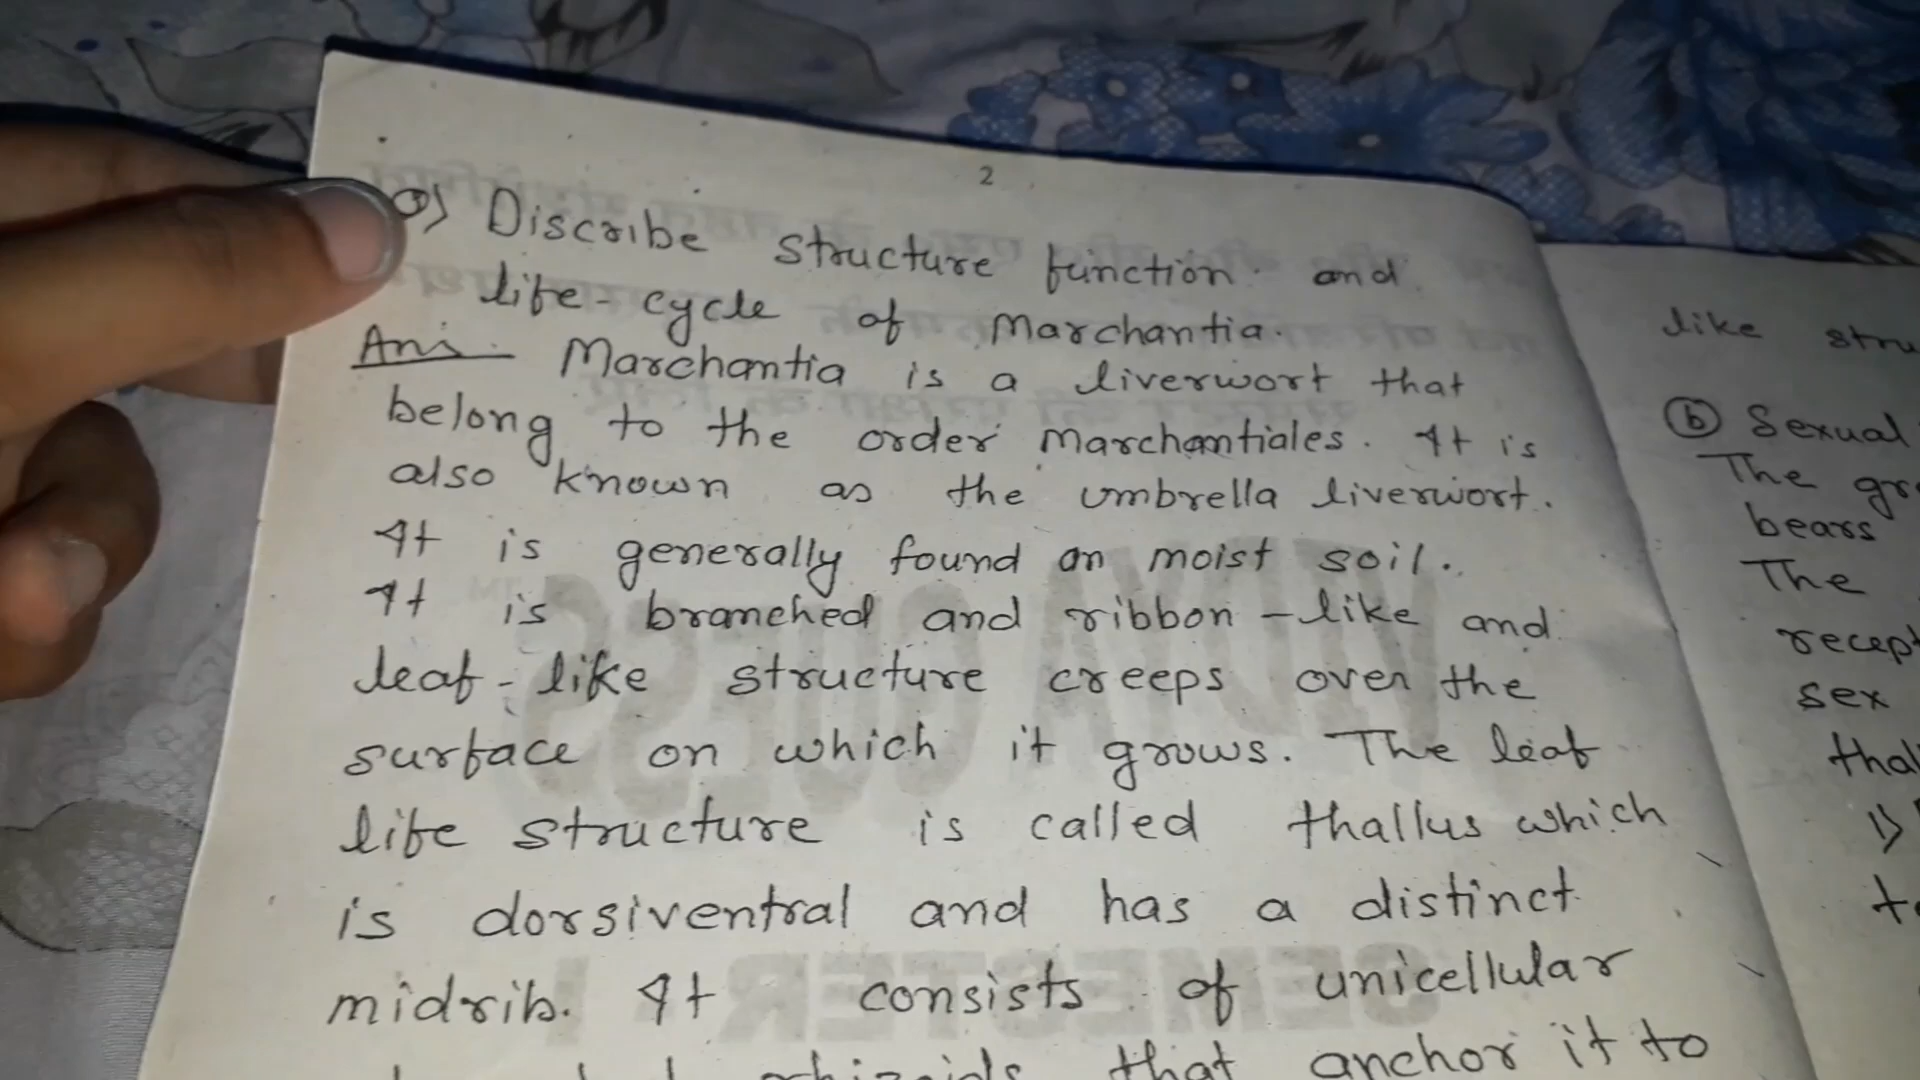 2
Q) Discribe structure function and
life-cycle of Marchantia.
Ans. Marchantia is a liverwort that
belong to the order Marchantiales. It is
also known as the umbrella liverwort.
It is generally found on moist soil.
It is branched and ribbon-like and
leaf-like structure creeps over the
surface on which it grows. The leaf
life structure is called thallus which
is dorsiventral and has a distinct
midrib. It consists of unicellular
rhizoids that anchor it to
like
(b) Sexual
The
bears
The
sex
1)